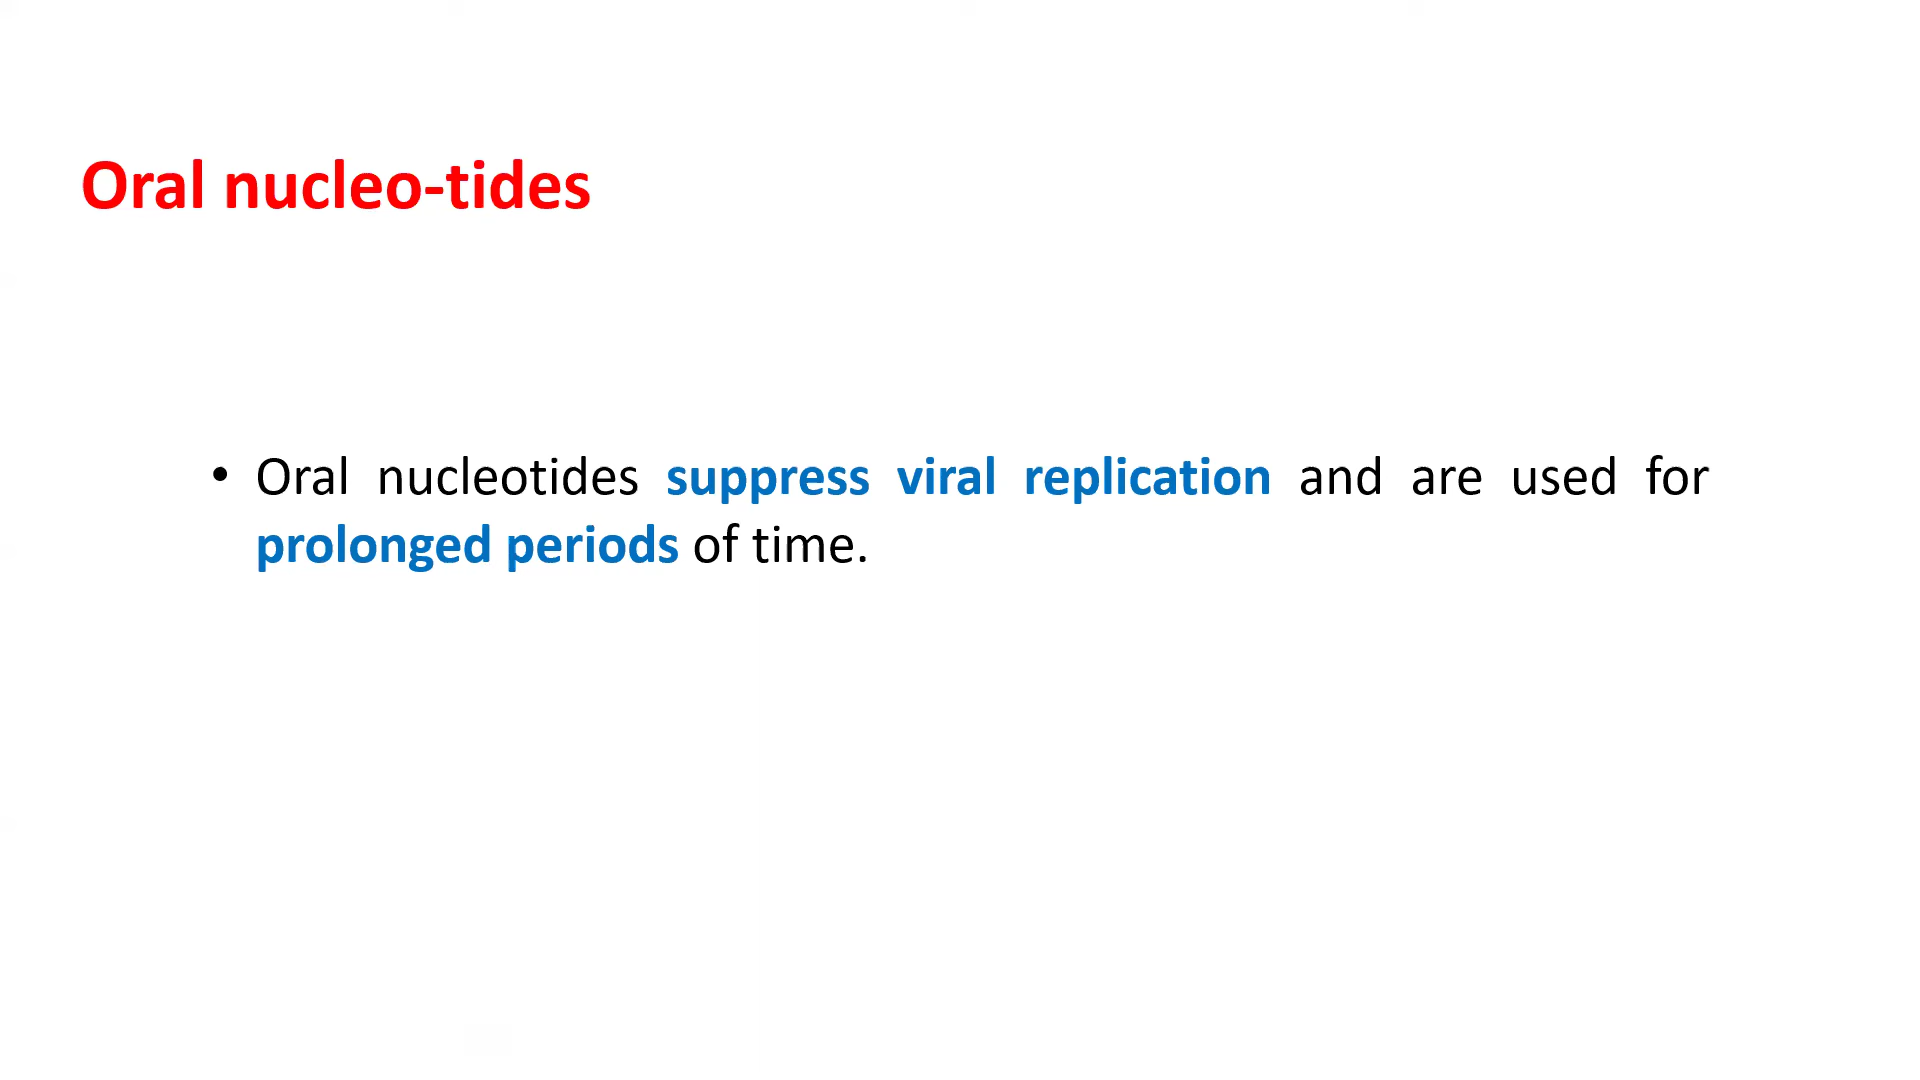 Oral nucleo-tides
• Oral nucleotides suppress viral replication and are used for
prolonged periods of time.